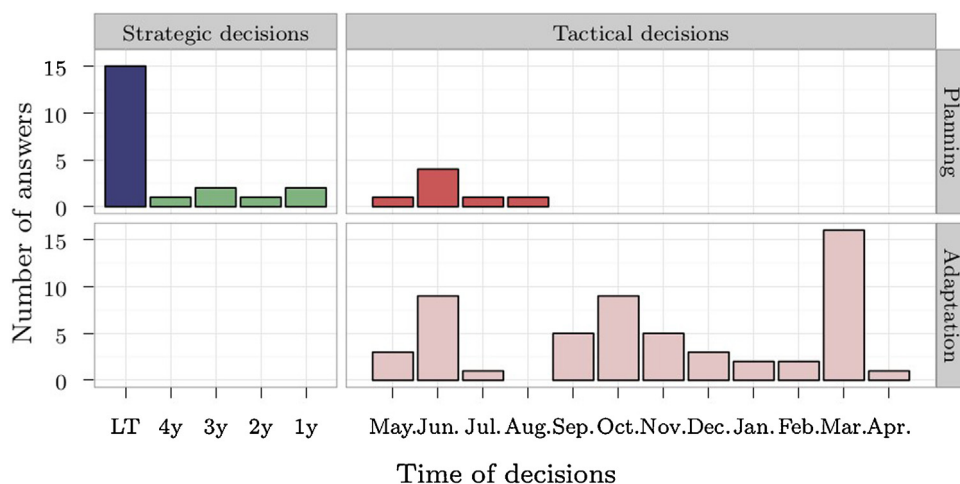 Strategic decisions
Tactical decisions
Number of answers
15
10
5
0
Planning
15
10
5
0
Adaptation
LT 4y 3y 2y 1y
May. Jun. Jul. Aug. Sep. Oct. Nov. Dec. Jan. Feb. Mar. Apr.
Time of decisions